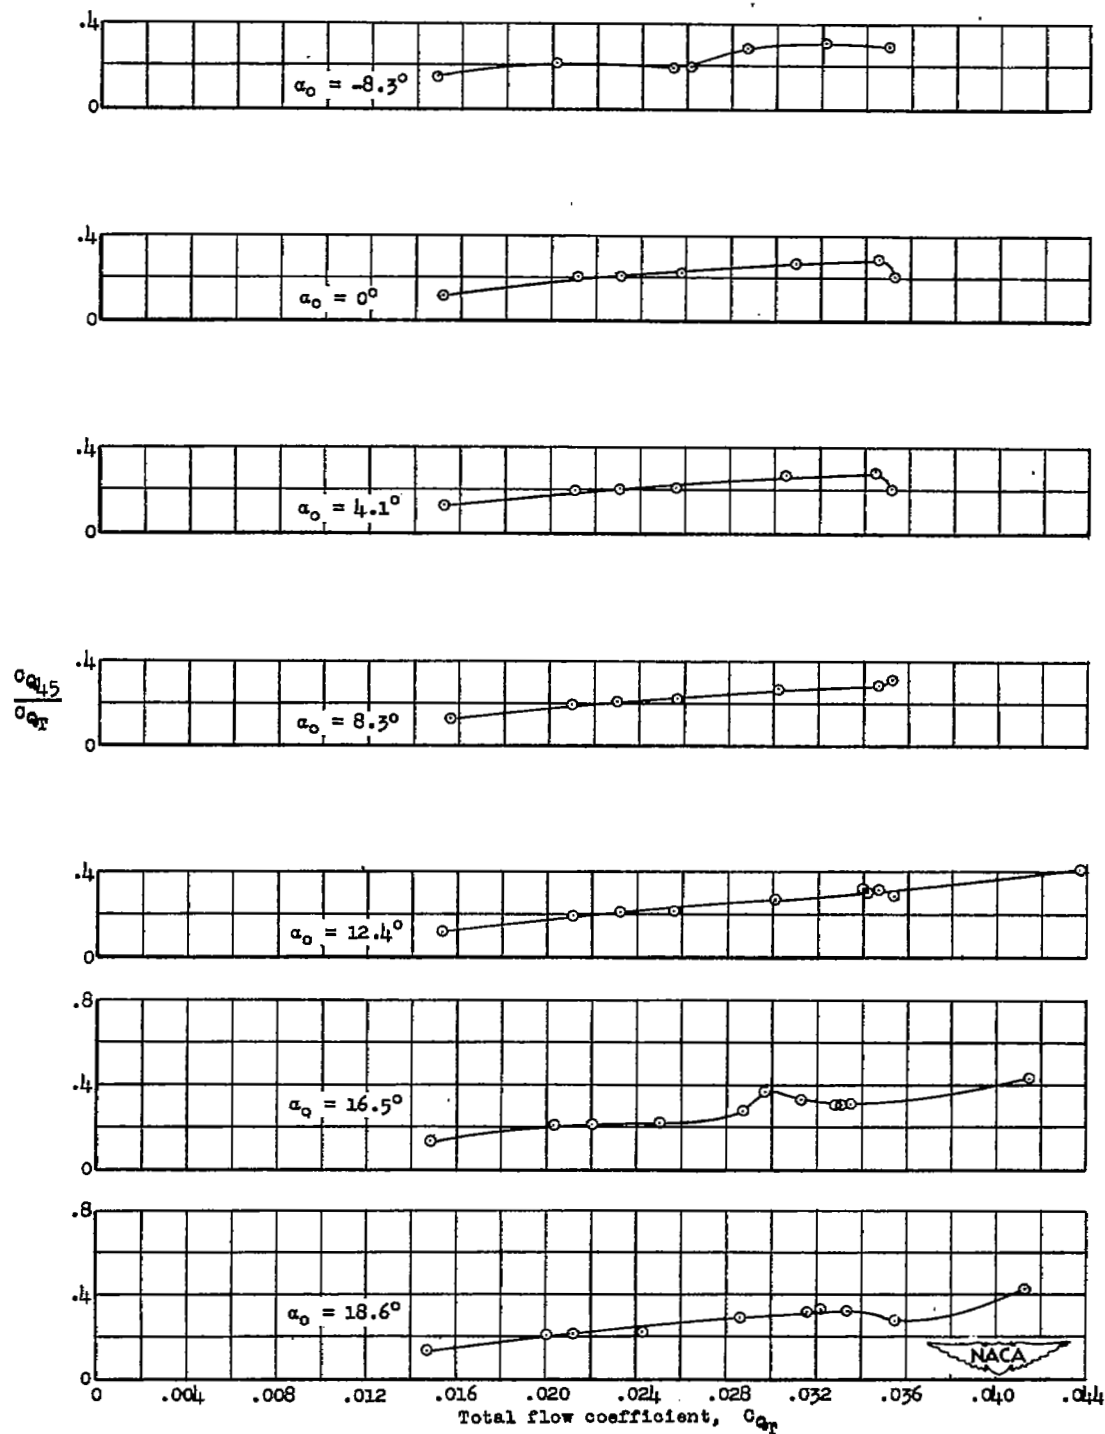 .4
α₀ = -8.3°
0
.4
α₀ = 0°
0
.4
α₀ = 4.1°
0
.4
C_Q45
C_QT
α₀ = 8.3°
0
.4
α₀ = 12.4°
0
.8
.4
α₀ = 16.5°
0
.8
.4
α₀ = 18.6°
NACA
0
0 .004 .008 .012 .016 .020 .024 .028 .032 .036 .040 .044
Total flow coefficient, C_QT